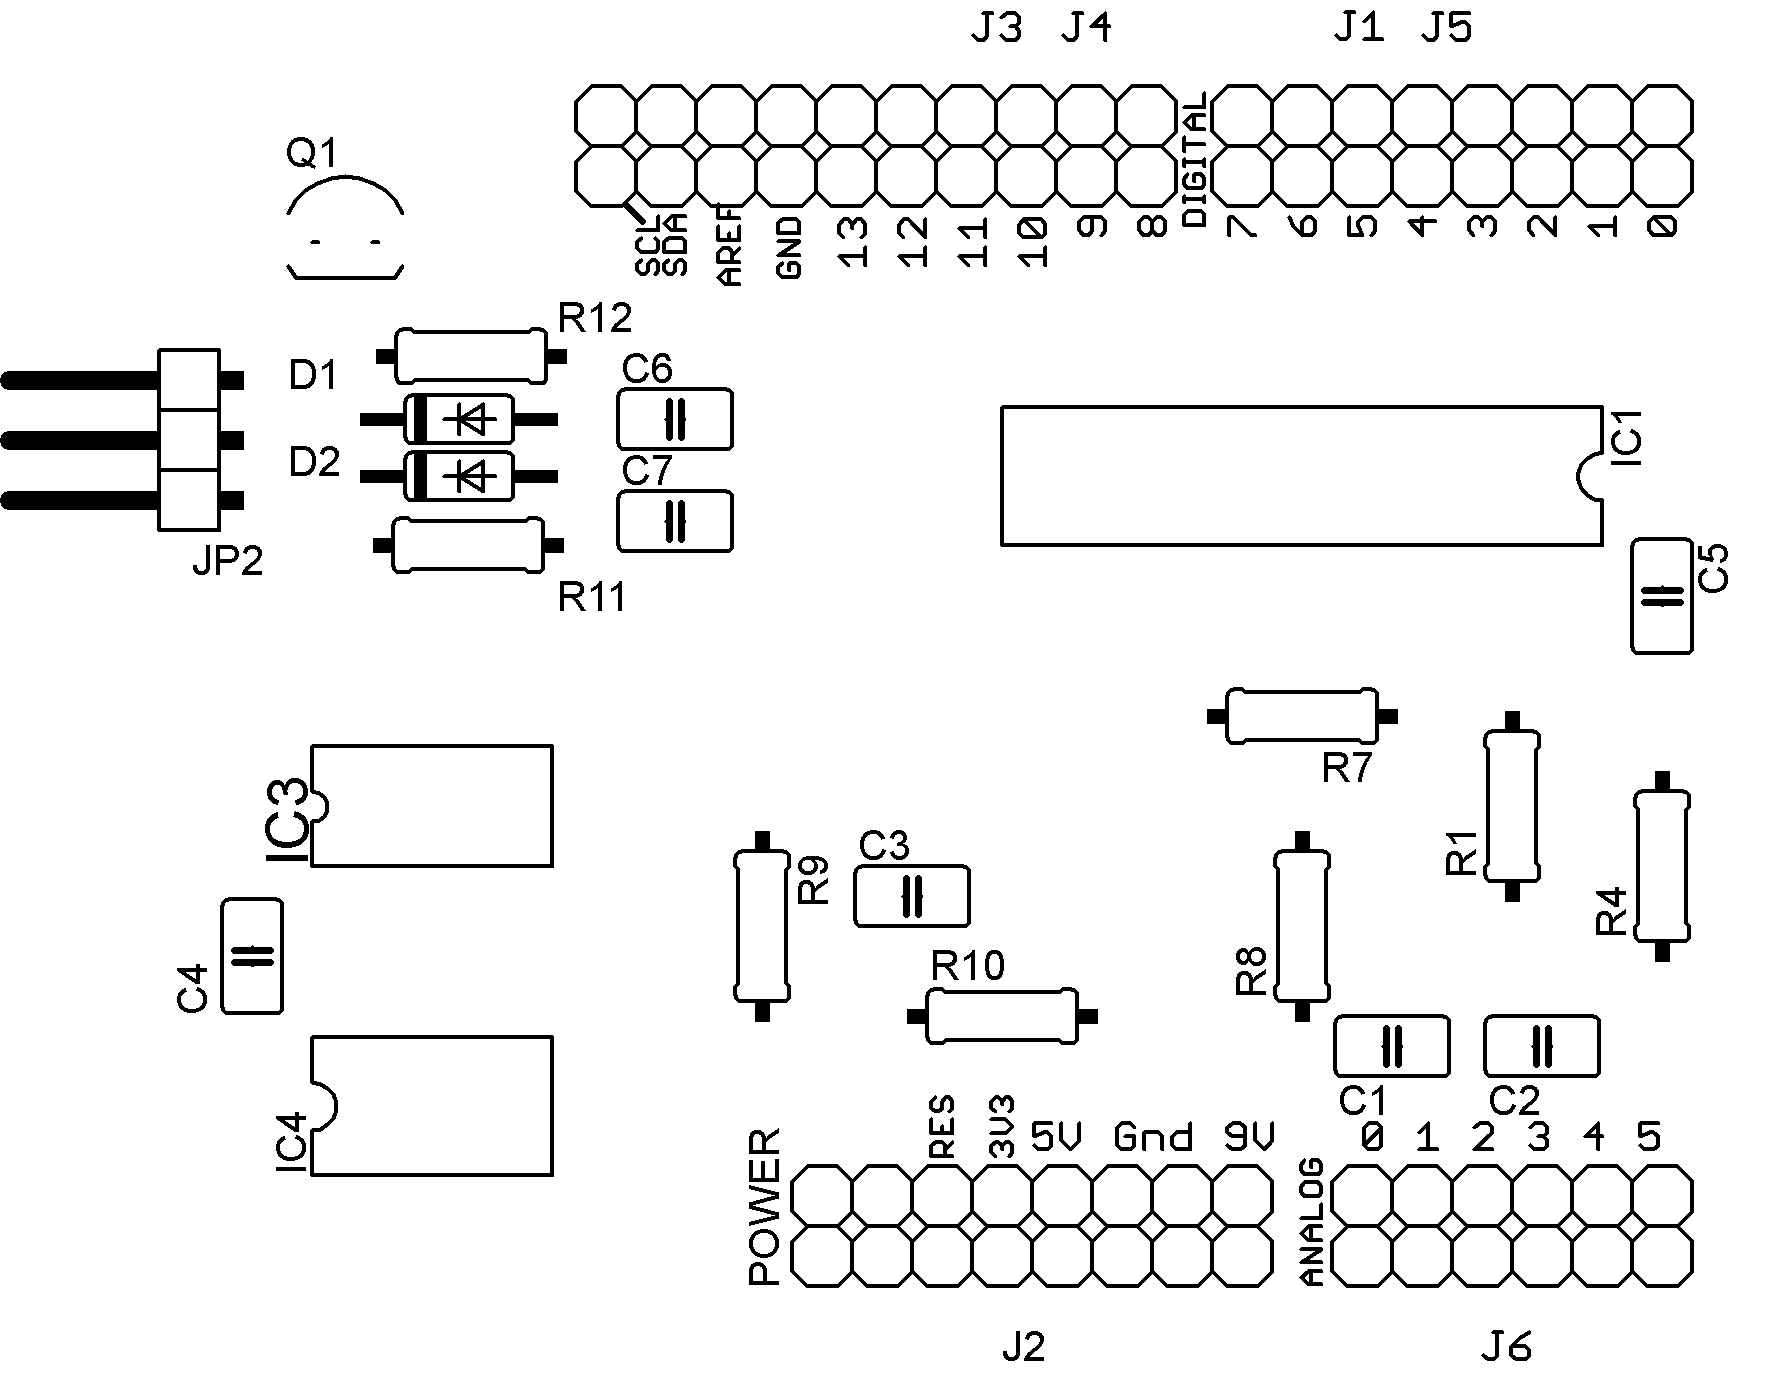 J3 J4 J1 J5
Q1
DIGITAL
SCL
SDA
AREF
GND
13
12
11
10
9
8
7
6
5
4
3
2
1
0
R12
D1
C6
D2
C7
IC1
JP2
R11
C5
R7
IC3
R1
C3
R9
R4
R10
R8
C4
C1 C2
IC4
POWER
RES
3V3
5V Gnd 9V
ANALOG
0 1 2 3 4 5
J2 J6